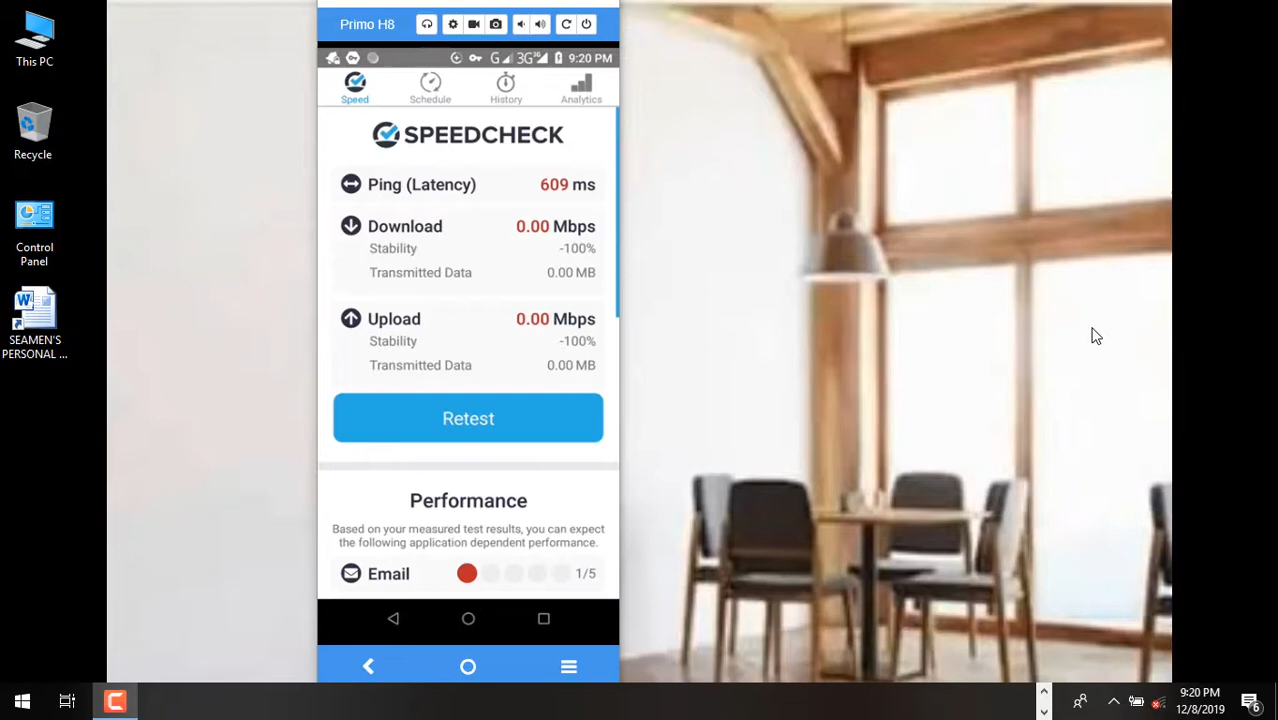 This PC
Recycle
Control
Panel
SEAMEN'S
PERSONAL ...
Primo H8
G 3G 3G 9:20 PM
Speed Schedule History Analytics
SPEEDCHECK
Ping (Latency) 609 ms
Download 0.00 Mbps
Stability -100%
Transmitted Data 0.00 MB
Upload 0.00 Mbps
Stability -100%
Transmitted Data 0.00 MB
Retest
Performance
Based on your measured test results, you can expect
the following application dependent performance.
Email 1/5
9:20 PM
12/8/2019
6